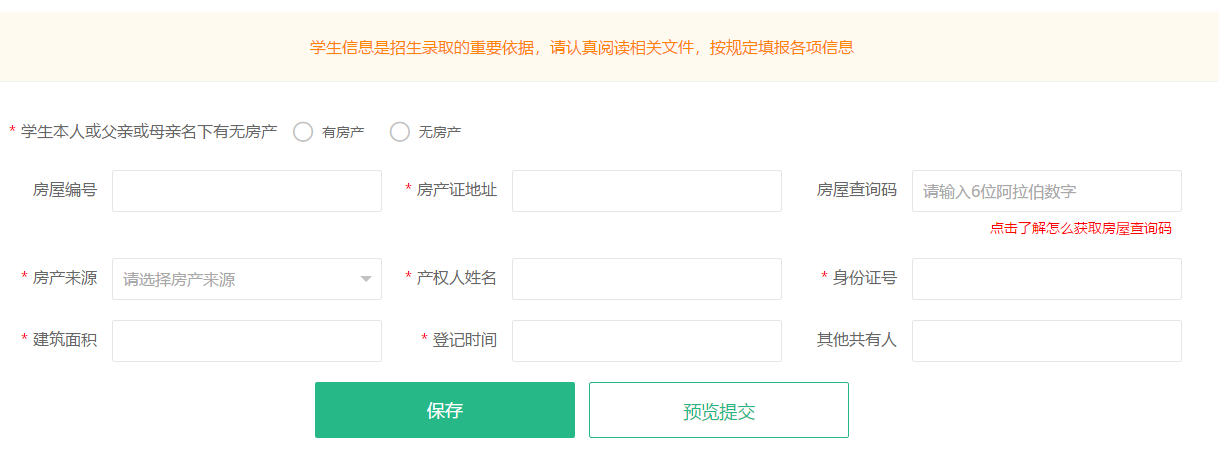 学生信息是招生录取的重要依据，请认真阅读相关文件，按规定填报各项信息
* 学生本人或父亲或母亲名下有无房产 有房产 无房产
房屋编号 * 房产证地址 房屋查询码 请输入6位阿拉伯数字
点击了解怎么获取房屋查询码
* 房产来源 请选择房产来源 * 产权人姓名 * 身份证号
* 建筑面积 * 登记时间 其他共有人
保存 预览提交